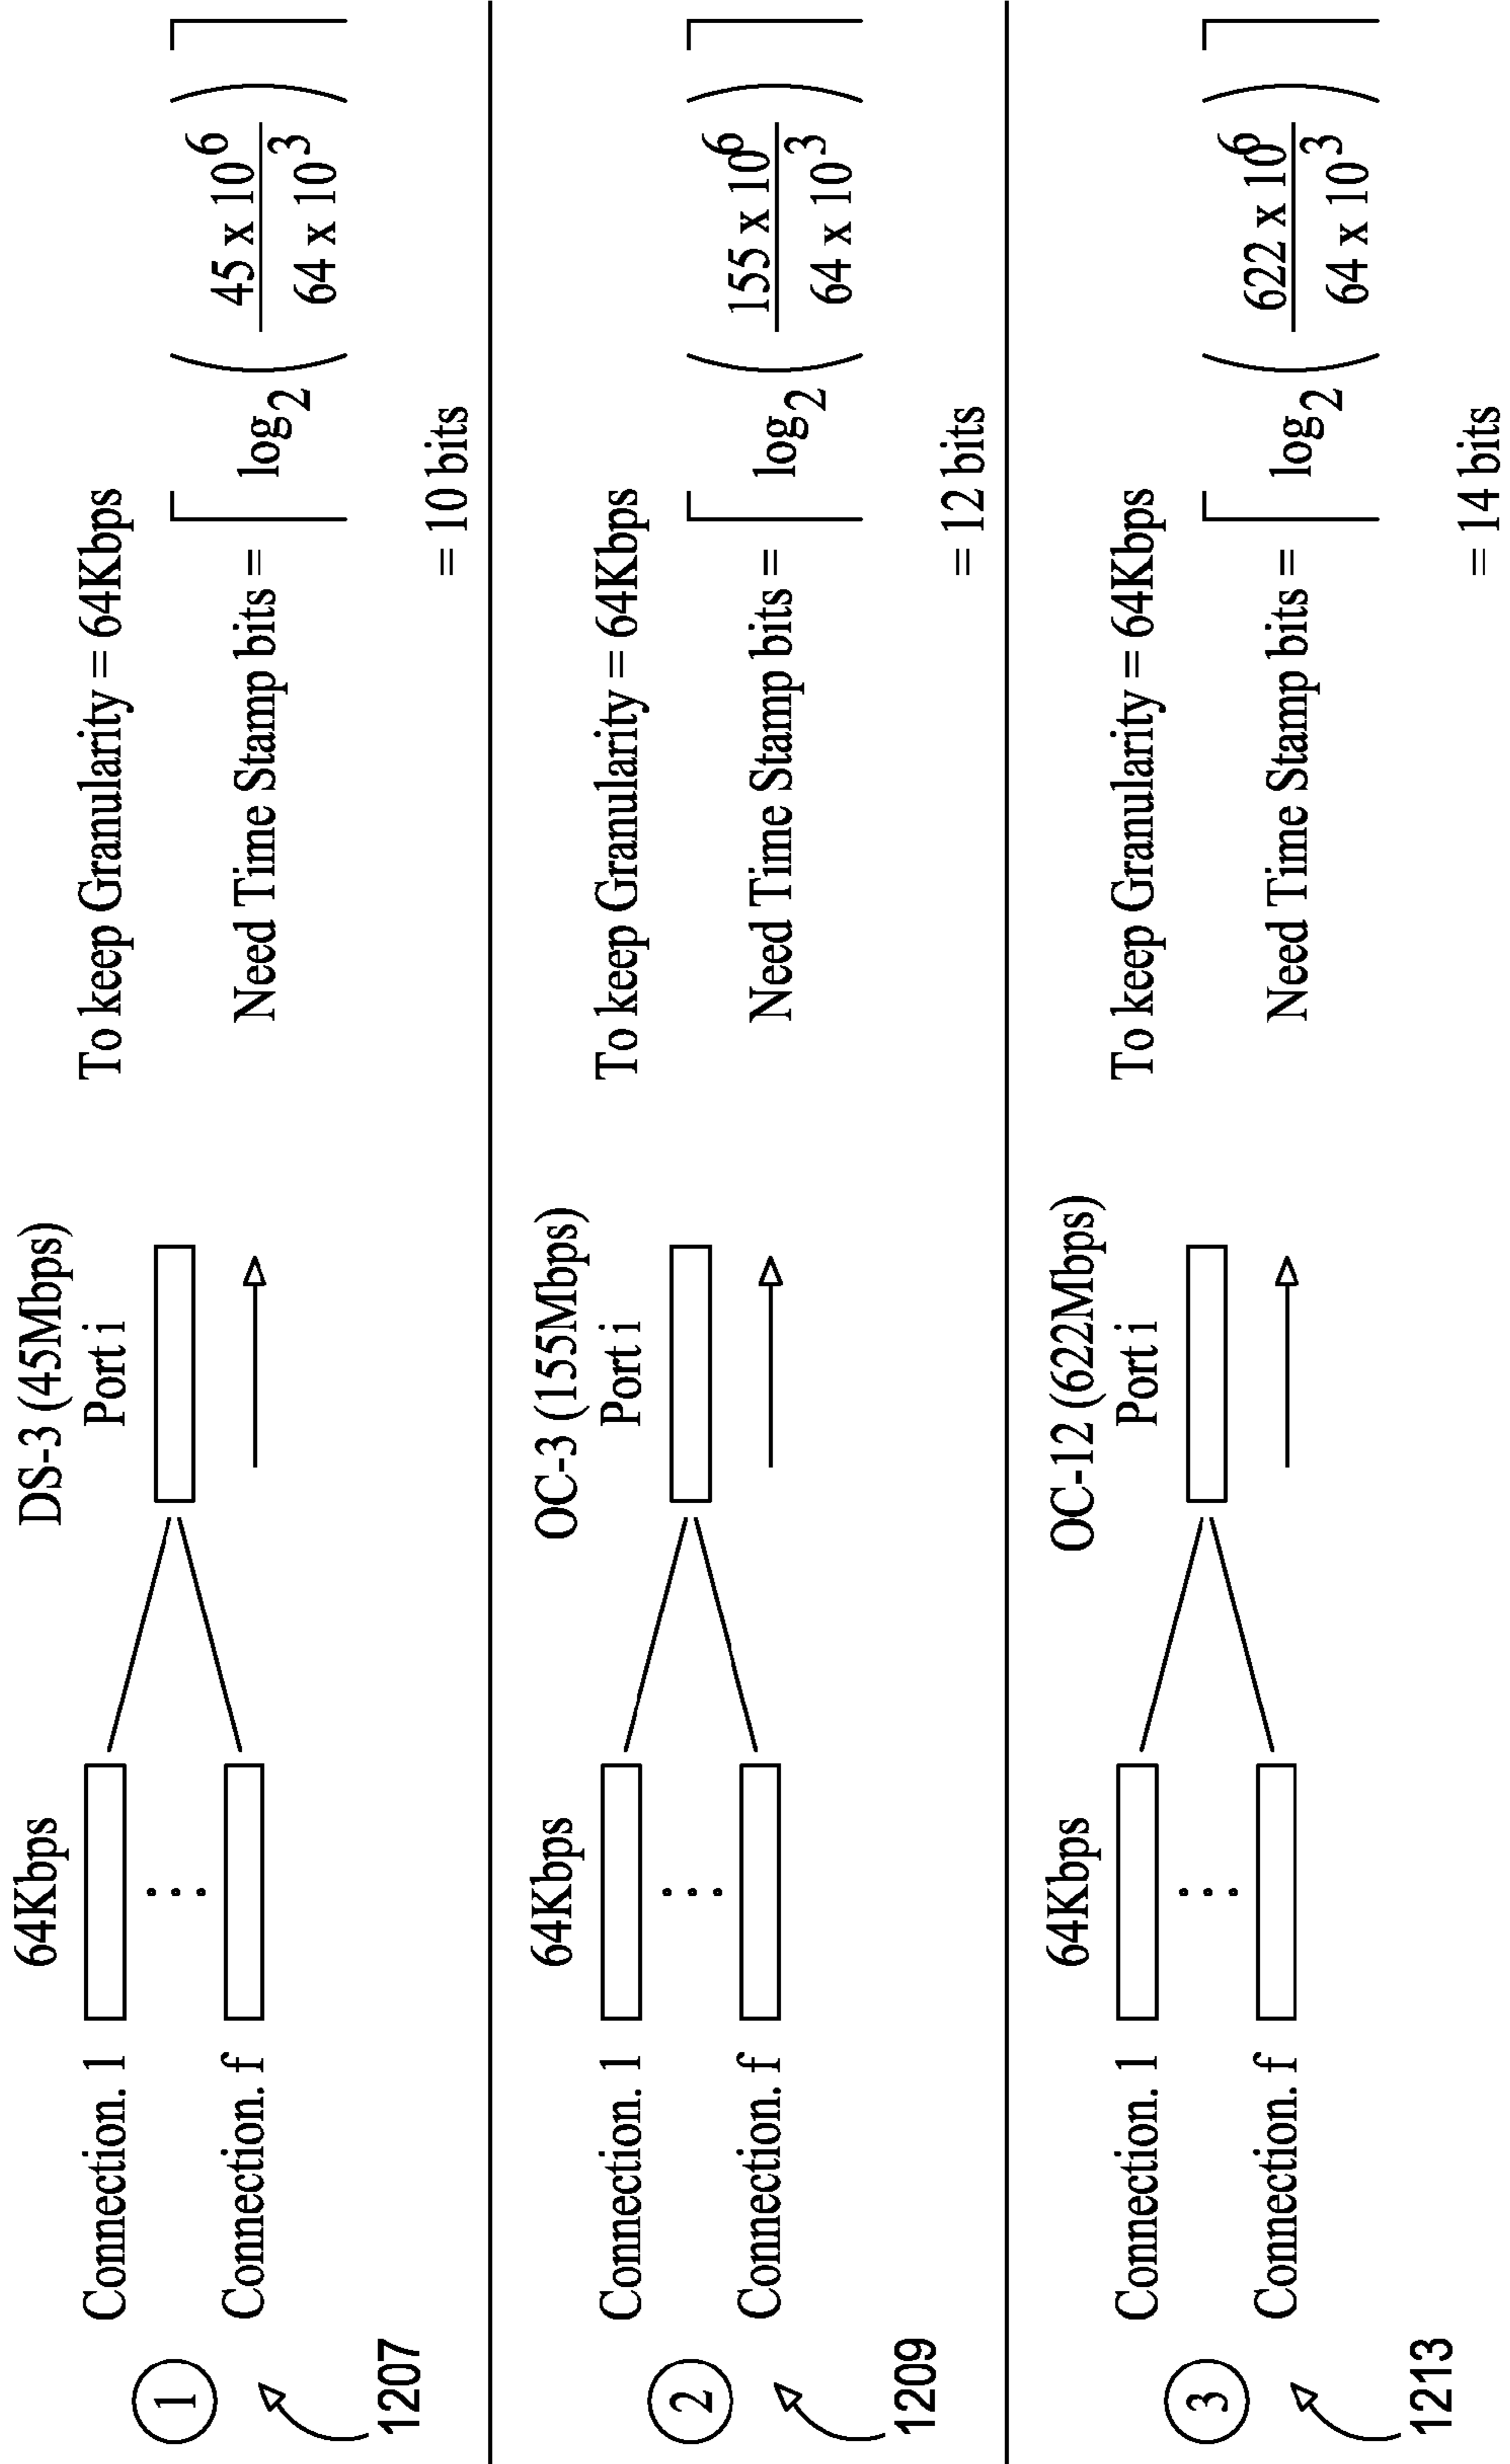 64Kbps
DS-3 (45Mbps)
Connection. 1
Port i
To keep Granularity = 64Kbps
1
Connection. f
Need Time Stamp bits = ⌈ log2 ( 45 x 10^6 / 64 x 10^3 ) ⌉
= 10 bits
1207
64Kbps
OC-3 (155Mbps)
Connection. 1
Port i
To keep Granularity = 64Kbps
2
Connection. f
Need Time Stamp bits = ⌈ log2 ( 155 x 10^6 / 64 x 10^3 ) ⌉
= 12 bits
1209
64Kbps
OC-12 (622Mbps)
Connection. 1
Port i
To keep Granularity = 64Kbps
3
Connection. f
Need Time Stamp bits = ⌈ log2 ( 622 x 10^6 / 64 x 10^3 ) ⌉
= 14 bits
1213